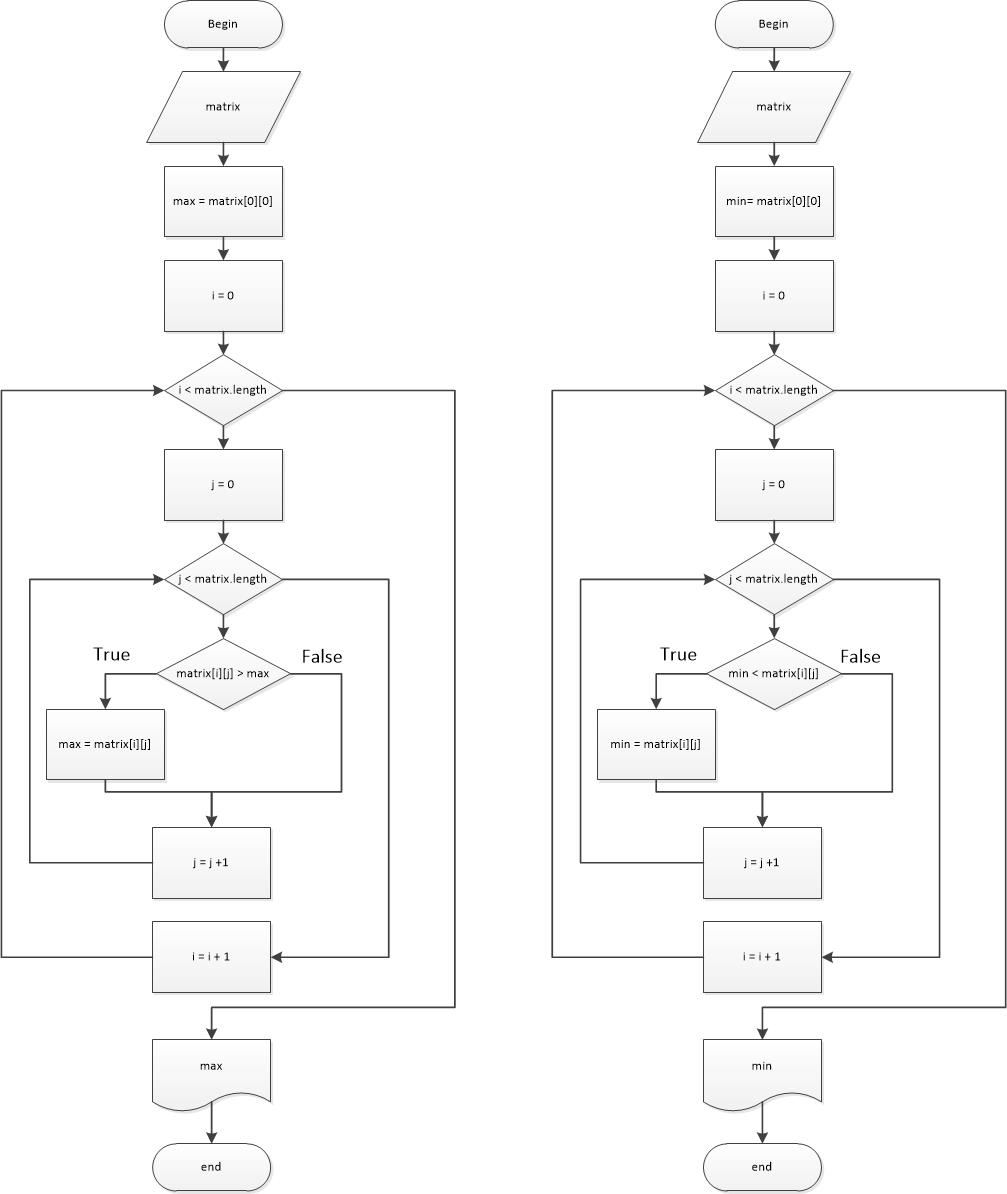 Begin
matrix
max = matrix[0][0]
i = 0
i < matrix.length
j = 0
j < matrix.length
True
False
matrix[i][j] > max
max = matrix[i][j]
j = j +1
i = i + 1
max
end
Begin
matrix
min= matrix[0][0]
i = 0
i < matrix.length
j = 0
j < matrix.length
True
False
min < matrix[i][j]
min = matrix[i][j]
j = j +1
i = i + 1
min
end